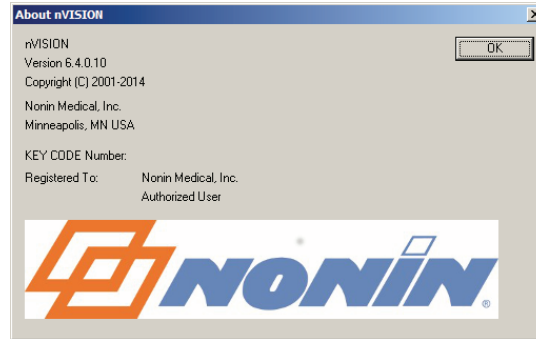 About nVISION
nVISION
OK
Version 6.4.0.10
Copyright (C) 2001-2014
Nonin Medical, Inc.
Minneapolis, MN USA
KEY CODE Number:
Registered To: Nonin Medical, Inc.
Authorized User
NONIN®